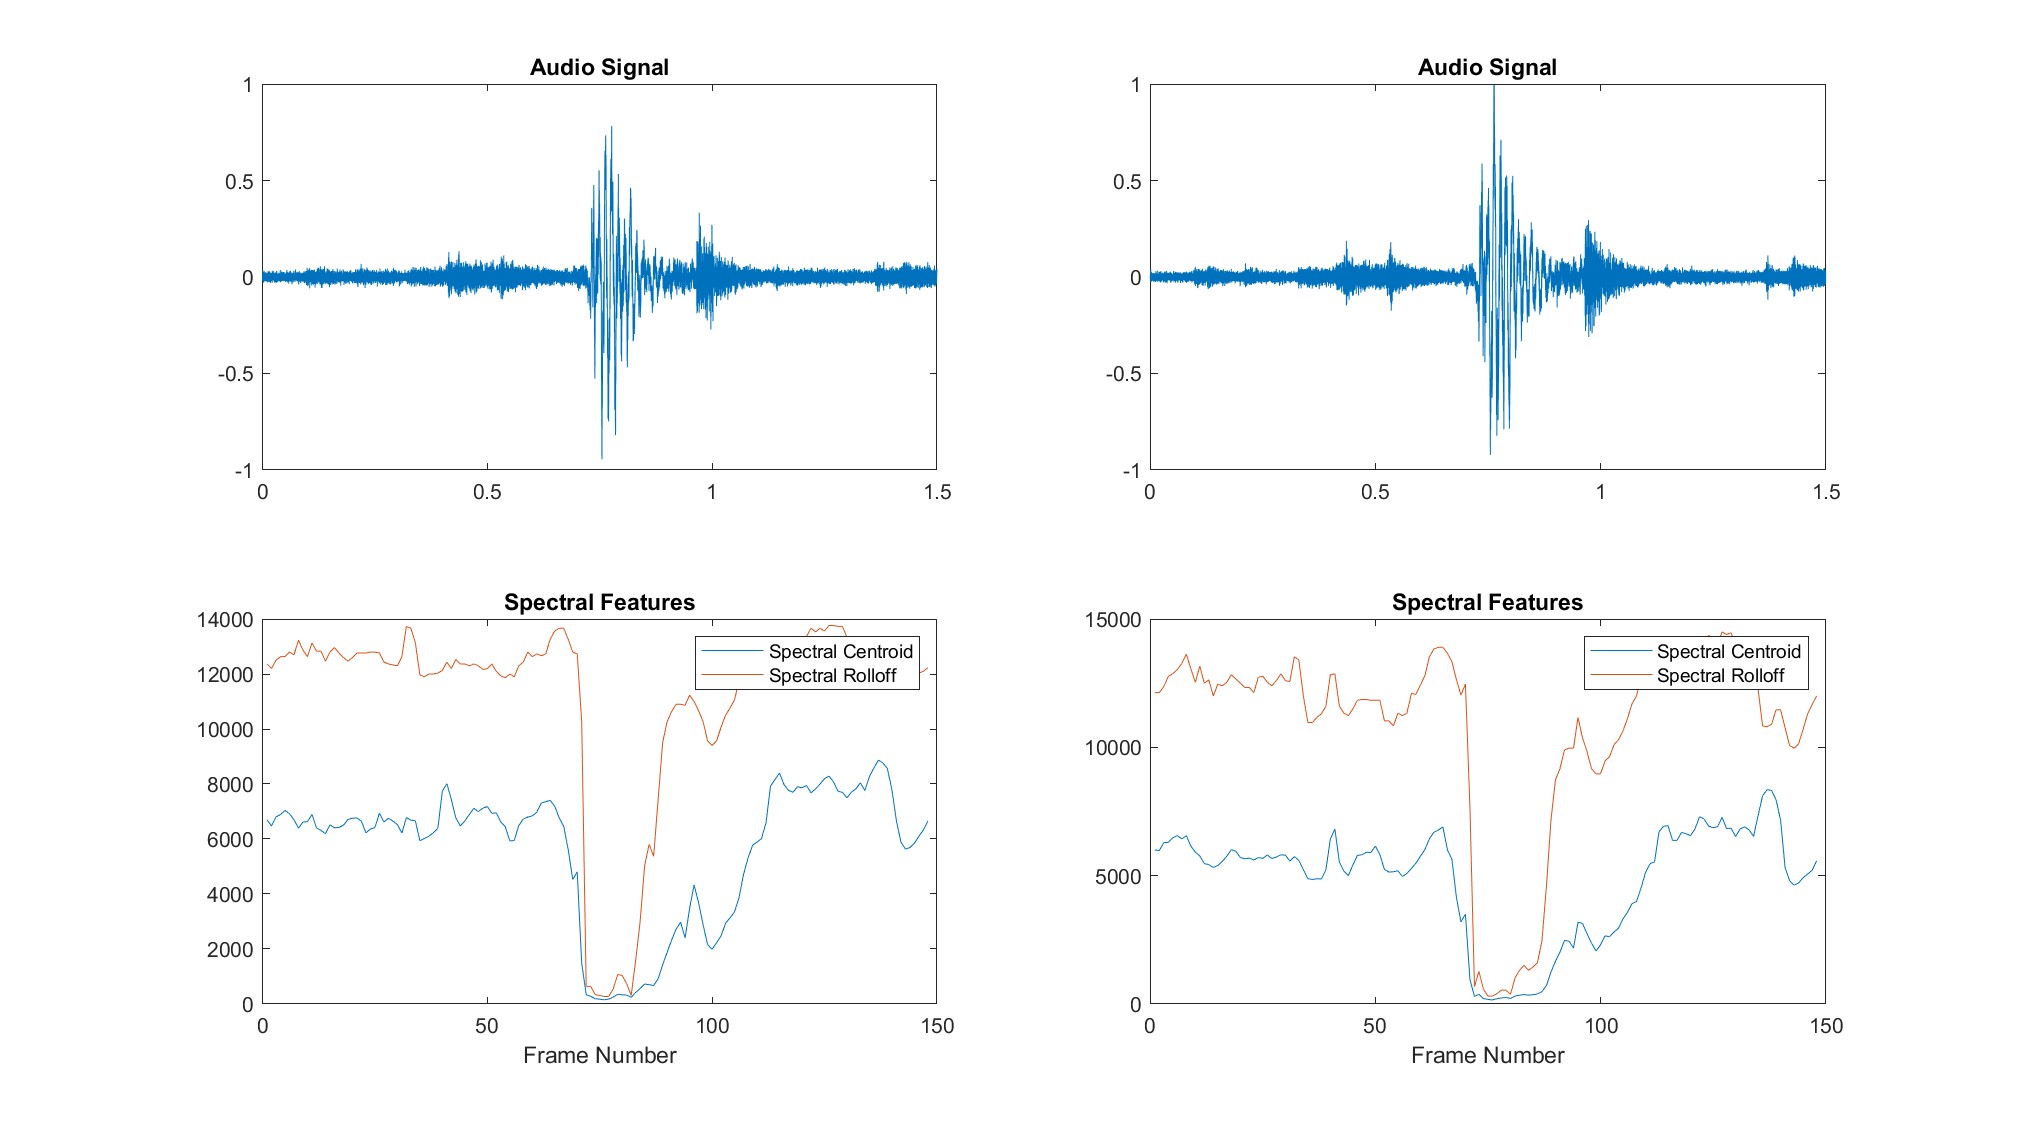 Audio Signal
1
0.5
0
-0.5
-1
0 0.5 1 1.5
Audio Signal
1
0.5
0
-0.5
-1
0 0.5 1 1.5
Spectral Features
14000
12000
10000
8000
6000
4000
2000
0
Spectral Centroid
Spectral Rolloff
0 50 100 150
Frame Number
Spectral Features
15000
10000
5000
0
Spectral Centroid
Spectral Rolloff
0 50 100 150
Frame Number